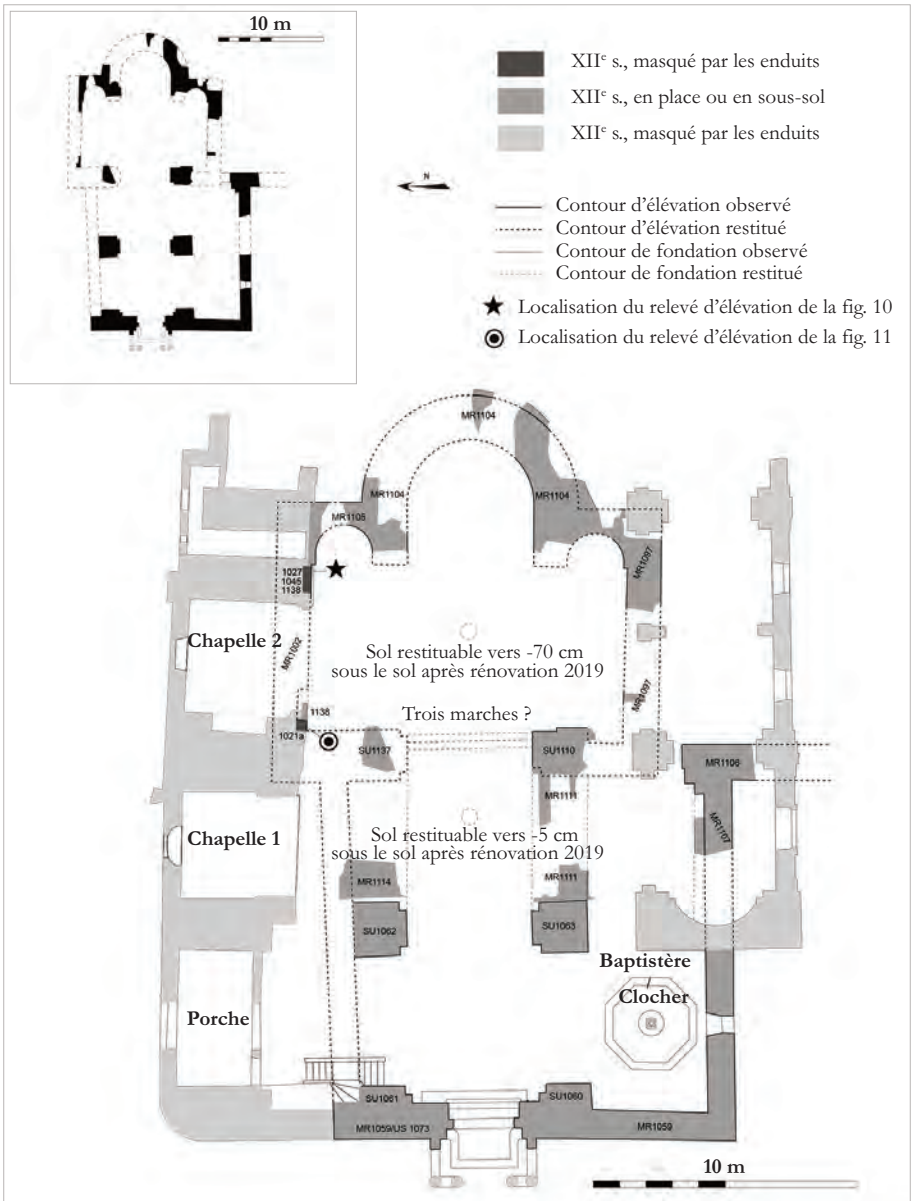 10 m
XIIe s., masqué par les enduits
XIIe s., en place ou en sous-sol
XIIe s., masqué par les enduits
N
Contour d'élévation observé
Contour d'élévation restitué
Contour de fondation observé
Contour de fondation restitué
Localisation du relevé d'élévation de la fig. 10
Localisation du relevé d'élévation de la fig. 11
MR1104
MR1104
MR1104
MR1105
MR1097
1027
1045
1138
Chapelle 2
MR1002
Sol restituable vers -70 cm
sous le sol après rénovation 2019
MR1097
1138
Trois marches ?
1021a
SU1137
SU1110
MR1106
MR1111
MR1107
Chapelle 1
Sol restituable vers -5 cm
sous le sol après rénovation 2019
MR1114
MR1111
SU1062
SU1063
Baptistère
Clocher
Porche
SU1061
SU1060
MR1059/US 1073
MR1059
10 m